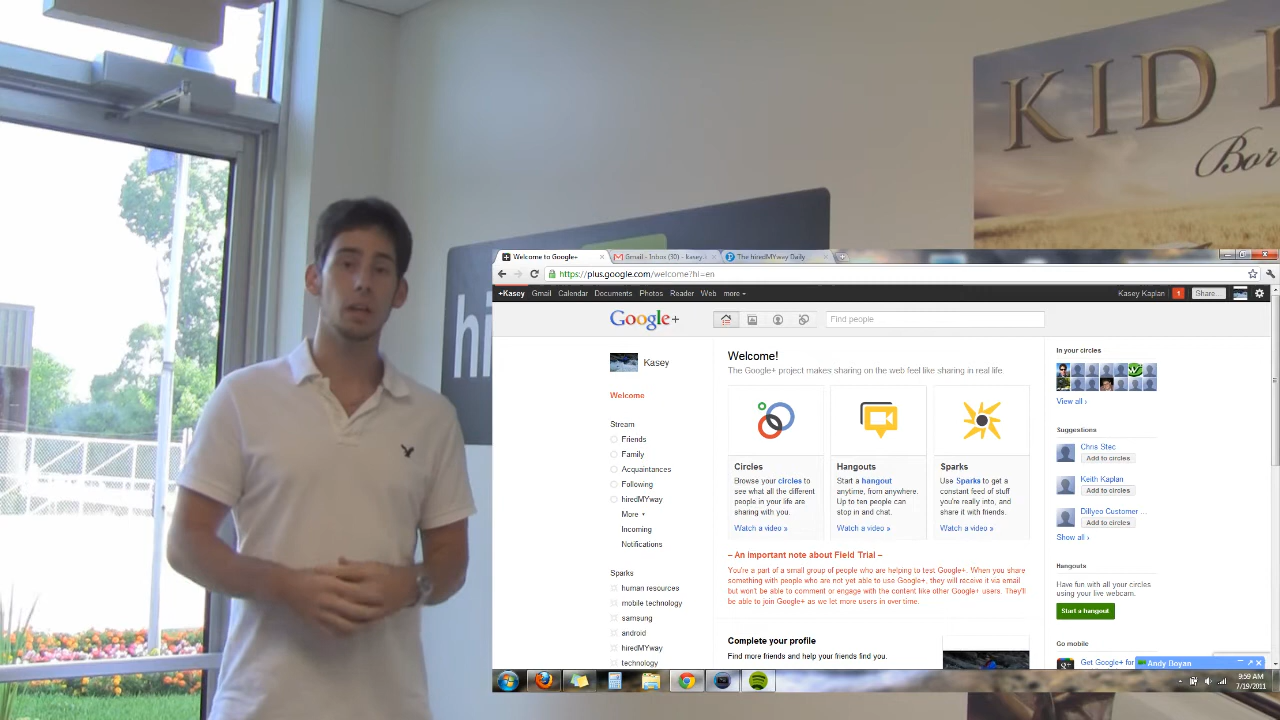 KID
Bor
hi
Welcome to Google+
Gmail - Inbox (30) - kasey.
The hiredMYway Daily
https://plus.google.com/welcome?hl=en
+Kasey Gmail Calendar Documents Photos Reader Web more
Kasey Kaplan 1 Share...
Google+
Find people
Kasey
Welcome
Stream
Friends
Family
Acquaintances
Following
hiredMYway
More
Incoming
Notifications
Sparks
human resources
mobile technology
samsung
android
hiredMYway
technology
Welcome!
The Google+ project makes sharing on the web feel like sharing in real life.
Circles
Browse your circles to
see what all the different
people in your life are
sharing with you.
Watch a video »
Hangouts
Start a hangout
anytime, from anywhere.
Up to ten people can
stop in and chat.
Watch a video »
Sparks
Use Sparks to get a
constant feed of stuff
you're really into, and
share it with friends.
Watch a video »
– An important note about Field Trial –
You're a part of a small group of people who are helping to test Google+. When you share
something with people who are not yet able to use Google+, they will receive it via email
but won't be able to comment or engage with the content like other Google+ users. They'll
be able to join Google+ as we let more users in over time.
Complete your profile
Find more friends and help your friends find you.
In your circles
View all ›
Suggestions
Chris Stec
Add to circles
Keith Kaplan
Add to circles
Dillyeo Customer ...
Add to circles
Show all ›
Hangouts
Have fun with all your circles
using your live webcam.
Start a hangout
Go mobile
Get Google+ for
Andy Boyan
9:59 AM
7/19/2011